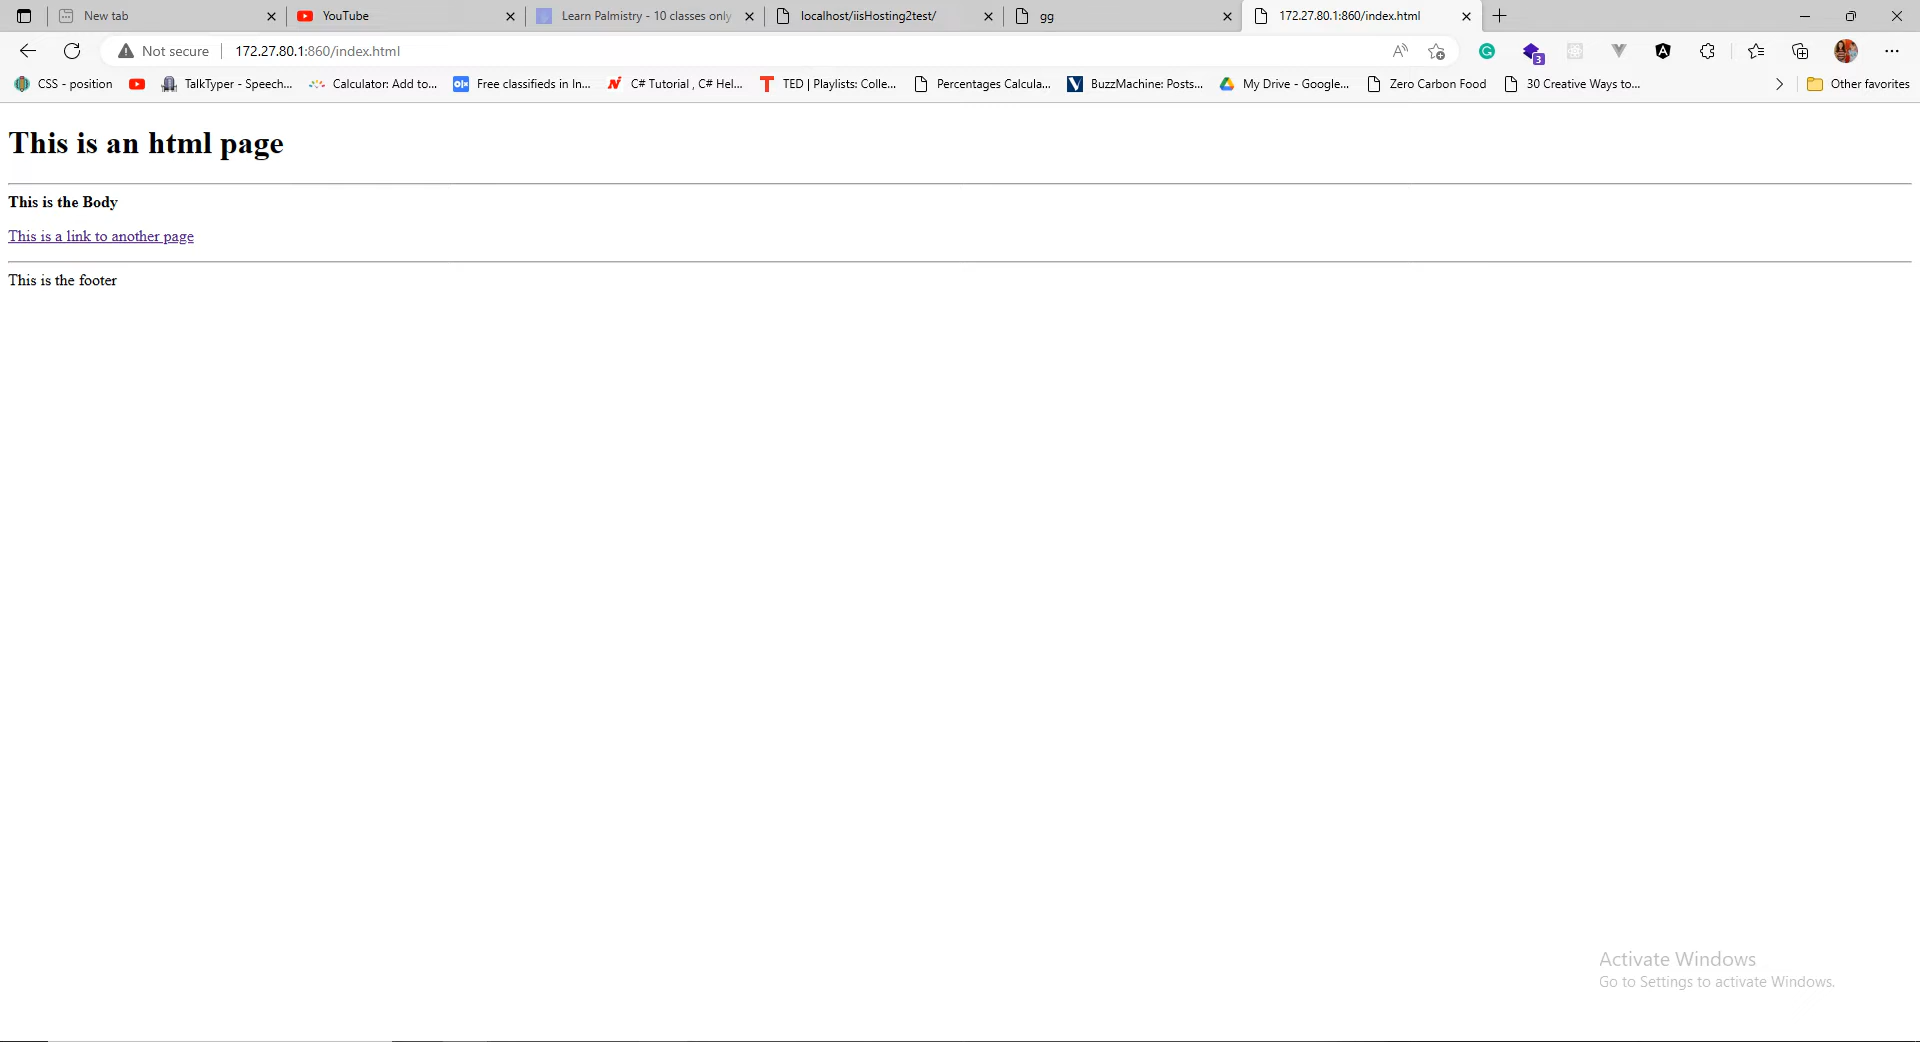 New tab
YouTube
Learn Palmistry - 10 classes only
localhost/iisHosting2test/
gg
172.27.80.1:860/index.html
Not secure
172.27.80.1:860/index.html
3
CSS - position
TalkTyper - Speech...
Calculator: Add to...
olx
Free classifieds in In...
C# Tutorial , C# Hel...
TED | Playlists: Colle...
Percentages Calcula...
BuzzMachine: Posts...
My Drive - Google...
Zero Carbon Food
30 Creative Ways to...
Other favorites
This is an html page
This is the Body
This is a link to another page
This is the footer
Activate Windows
Go to Settings to activate Windows.